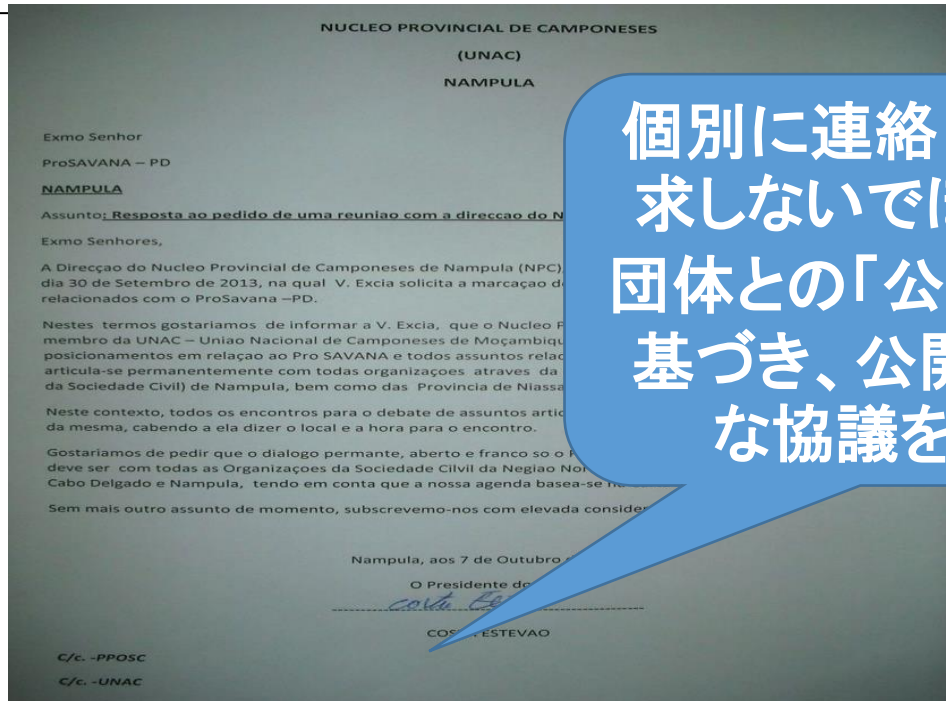 NUCLEO PROVINCIAL DE CAMPONESES
(UNAC)
NAMPULA
Exmo Senhor
ProSAVANA – PD
NAMPULA
Assunto: Resposta ao pedido de uma reuniao com a direccao do N
Exmo Senhores,
A Direcçao do Nucleo Provincial de Camponeses de Nampula (NPC),
dia 30 de Setembro de 2013, na qual V. Excia solicita a marcaçao d
relacionados com o ProSavana –PD.
Nestes termos gostariamos de informar a V. Excia, que o Nucleo P
membro da UNAC – Uniao Nacional de Camponeses de Moçambiqu
posicionamentos em relaçao ao Pro SAVANA e todos assuntos relac
articula-se permanentemente com todas organizaçoes atraves da
da Sociedade Civil) de Nampula, bem como das Provincia de Niassa
Neste contexto, todos os encontros para o debate de assuntos artic
da mesma, cabendo a ela dizer o local e a hora para o encontro.
Gostariamos de pedir que o dialogo permante, aberto e franco so o
deve ser com todas as Organizaçoes da Sociedade Cilvil da Negiao Nor
Cabo Delgado e Nampula, tendo em conta que a nossa agenda basea-se
Sem mais outro assunto de momento, subscrevemo-nos com elevada conside
Nampula, aos 7 de Outubro
O Presidente do
COS ESTEVAO
C/c. -PPOSC
C/c. -UNAC
個別に連絡
求しないでは
団体との「公
基づき、公開
な協議を